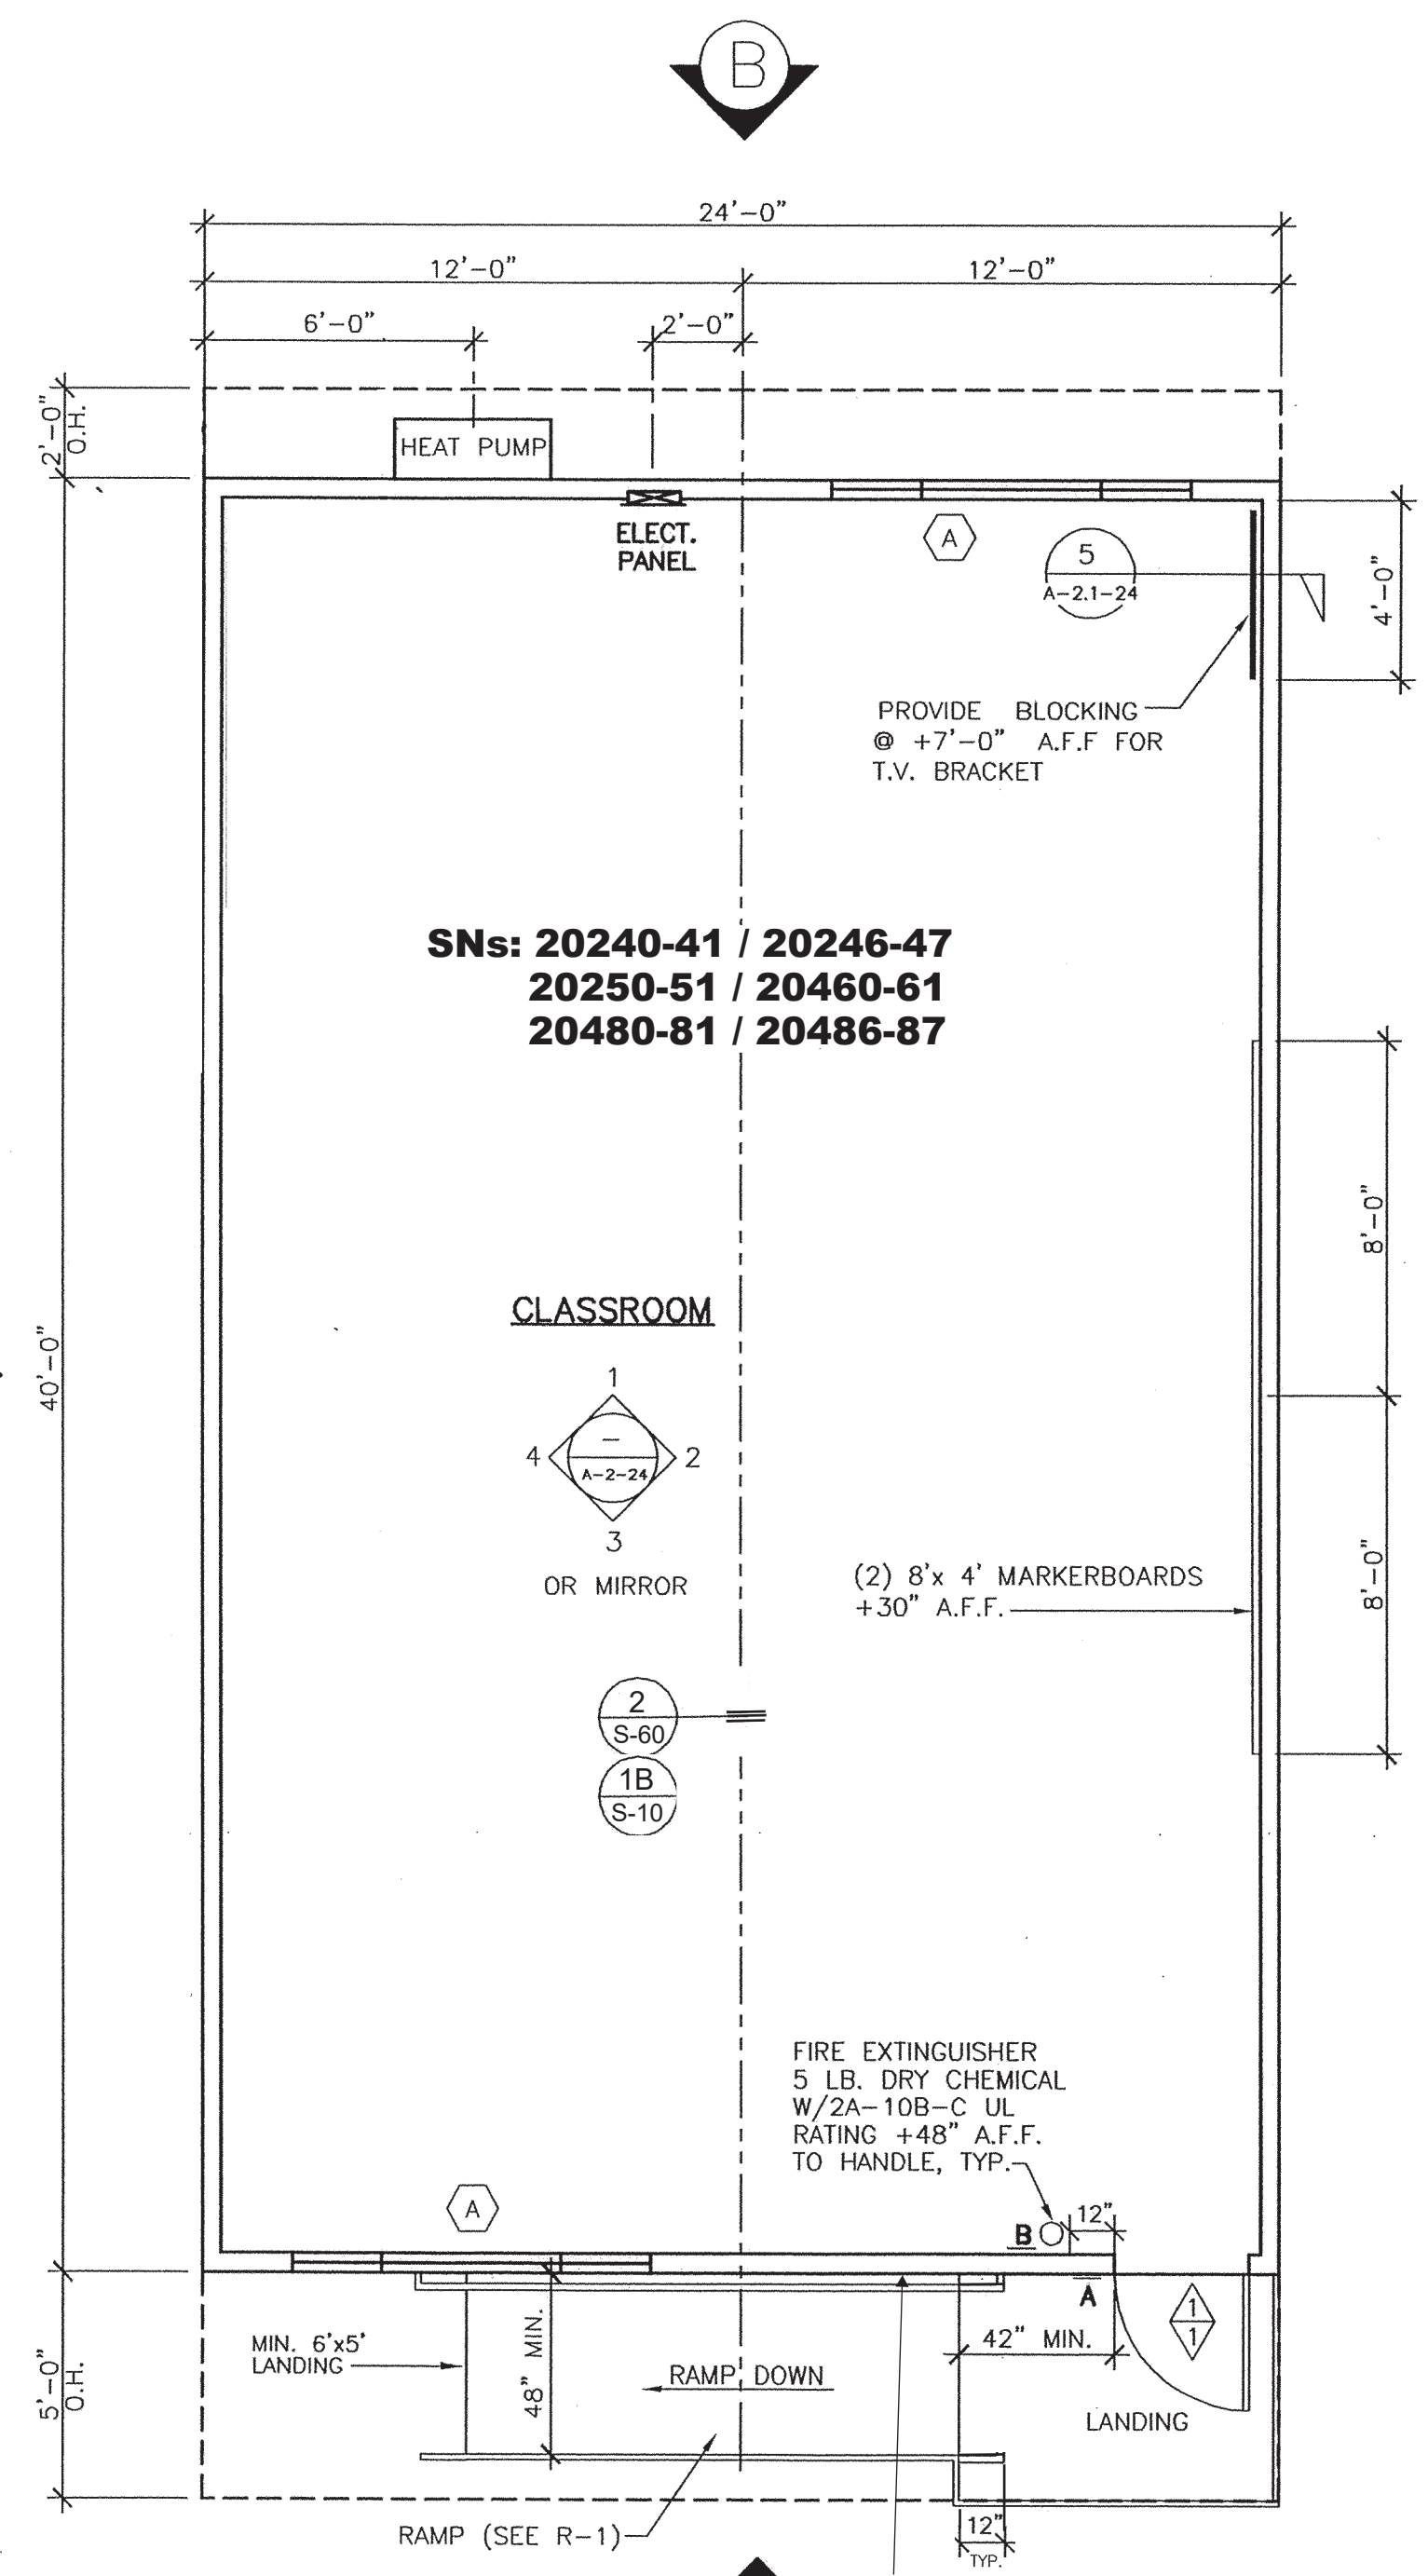 B
24'-0"
12'-0"
12'-0"
6'-0"
2'-0"
2'-0"
O.H.
HEAT PUMP
ELECT.
PANEL
A
5
A-2.1-24
4'-0"
PROVIDE BLOCKING
@ +7'-0" A.F.F FOR
T.V. BRACKET
SNs: 20240-41 / 20246-47
20250-51 / 20460-61
20480-81 / 20486-87
8'-0"
CLASSROOM
40'-0"
1
4
–
2
A-2-24
3
OR MIRROR
(2) 8'x 4' MARKERBOARDS
+30" A.F.F.
8'-0"
2
S-60
1B
S-10
FIRE EXTINGUISHER
5 LB. DRY CHEMICAL
W/2A-10B-C UL
RATING +48" A.F.F.
TO HANDLE, TYP.
A
B
12"
A
1
1
MIN. 6'x5'
LANDING
48" MIN.
42" MIN.
RAMP DOWN
LANDING
5'-0"
O.H.
RAMP (SEE R-1)
12"
TYP.